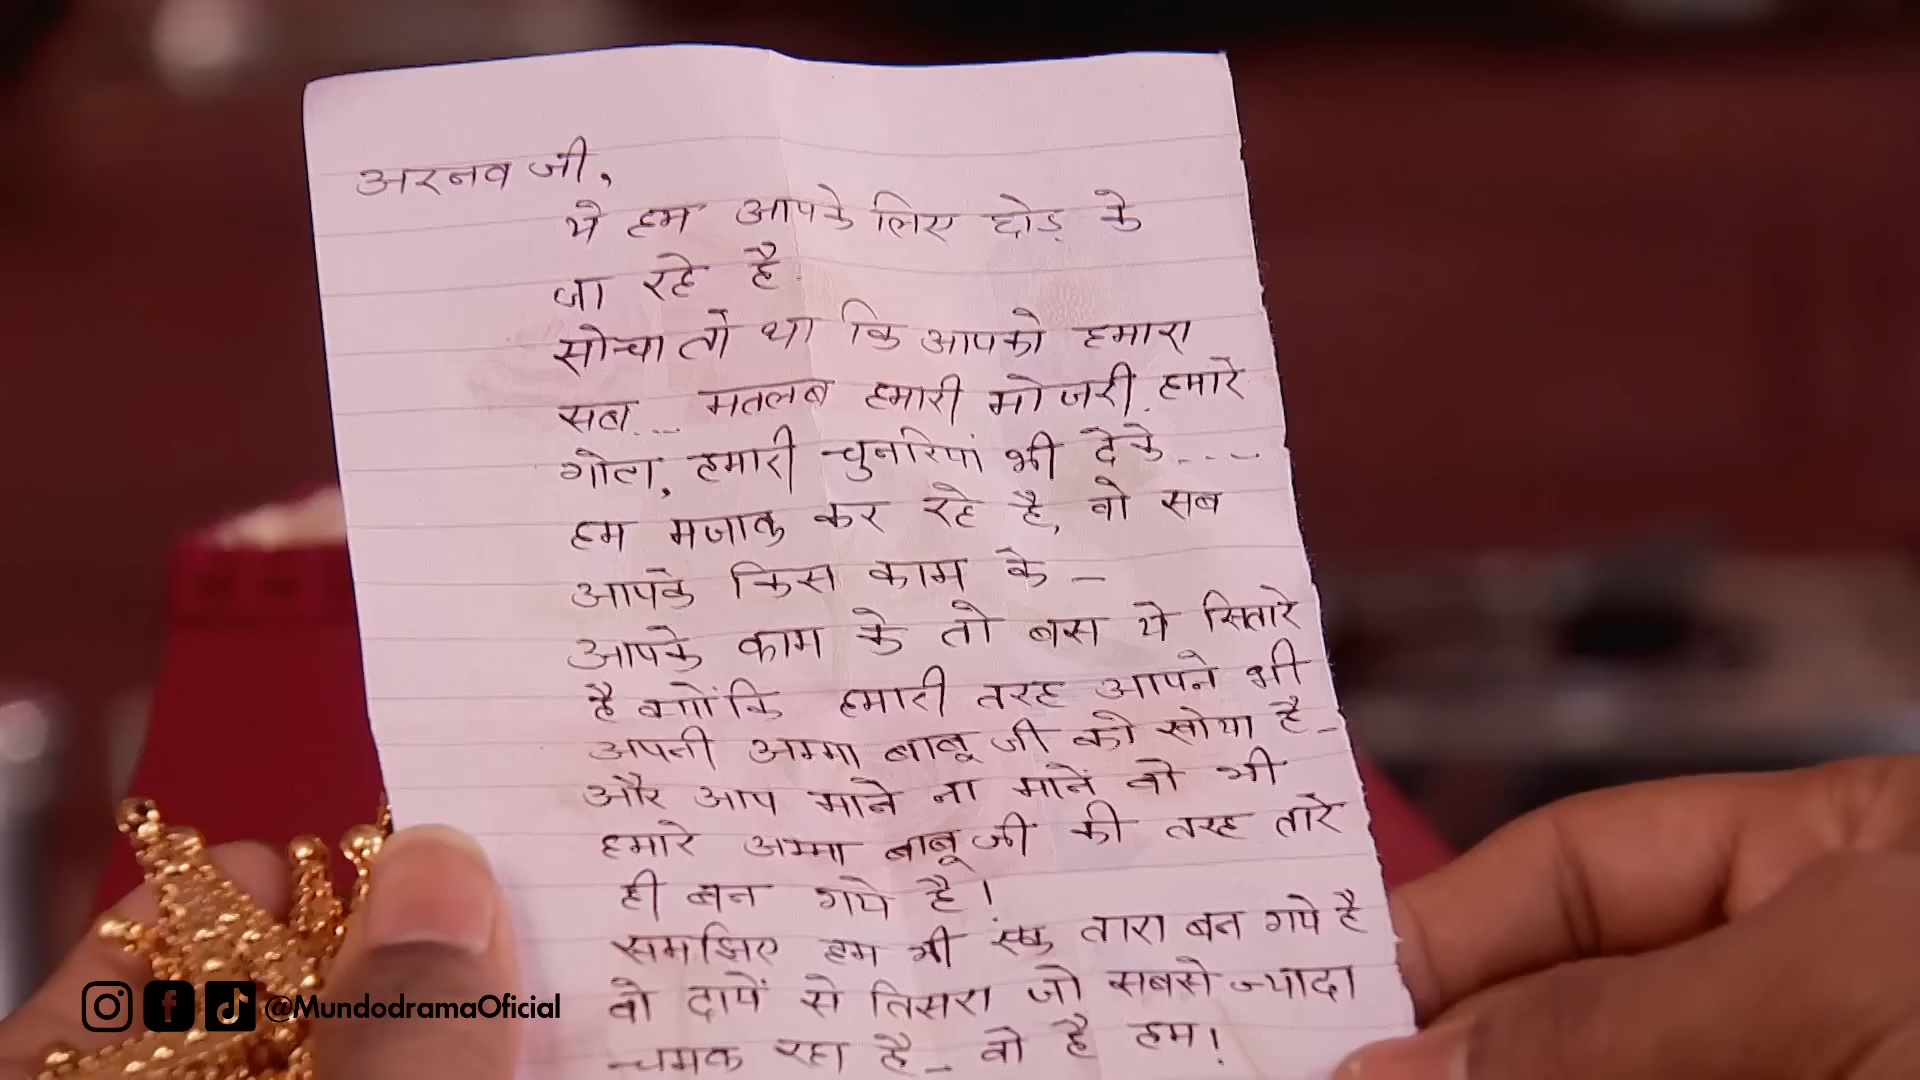 अरनव जी,
ये हम आपके लिए छोड़ के
जा रहे है
सोचा तो था कि आपको हमारा
सब... मतलब हमारी मोजरी, हमारे
गोटा, हमारी चुनरियां भी देके....
हम मजाक कर रहे है, वो सब
आपके किस काम के -
आपके काम के तो बस ये सितारे
है क्योंकि हमारी तरह आपने भी
अपनी अम्मा बाबू जी को खोया है -
और आप माने ना मानें वो भी
हमारे अम्मा बाबू जी की तरह तारे
ही बन गये है!
समझिए हम भी एक तारा बन गये है
वो दायें से तिसरा जो सबसे ज्यादा
चमक रहा है - वो है हम!
@MundodramaOficial